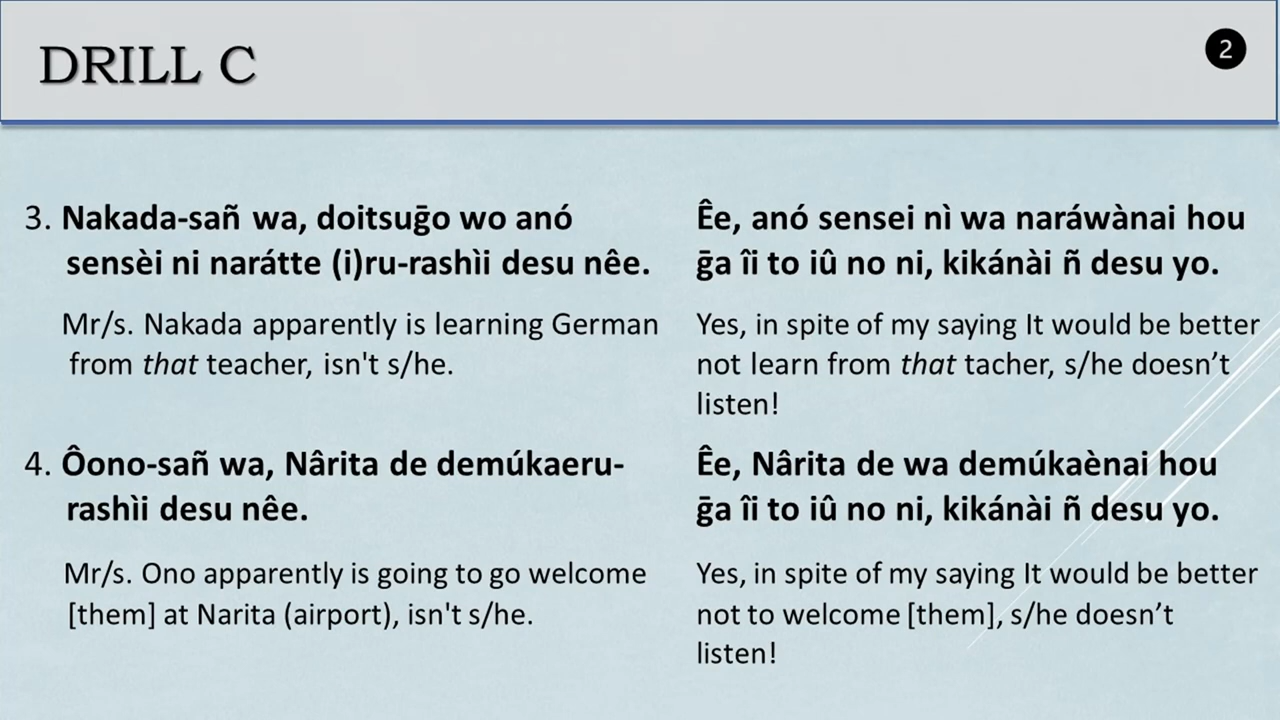 DRILL C
2
3. Nakada-sañ wa, doitsuḡo wo anó
sensèi ni narátte (i)ru-rashìi desu nêe.
Mr/s. Nakada apparently is learning German
from that teacher, isn't s/he.
Êe, anó sensei nì wa naráwànai hou
ḡa îi to iû no ni, kikánài ñ desu yo.
Yes, in spite of my saying It would be better
not learn from that tacher, s/he doesn’t
listen!
4. Ôono-sañ wa, Nârita de demúkaeru-
rashìi desu nêe.
Mr/s. Ono apparently is going to go welcome
[them] at Narita (airport), isn't s/he.
Êe, Nârita de wa demúkaènai hou
ḡa îi to iû no ni, kikánài ñ desu yo.
Yes, in spite of my saying It would be better
not to welcome [them], s/he doesn’t
listen!